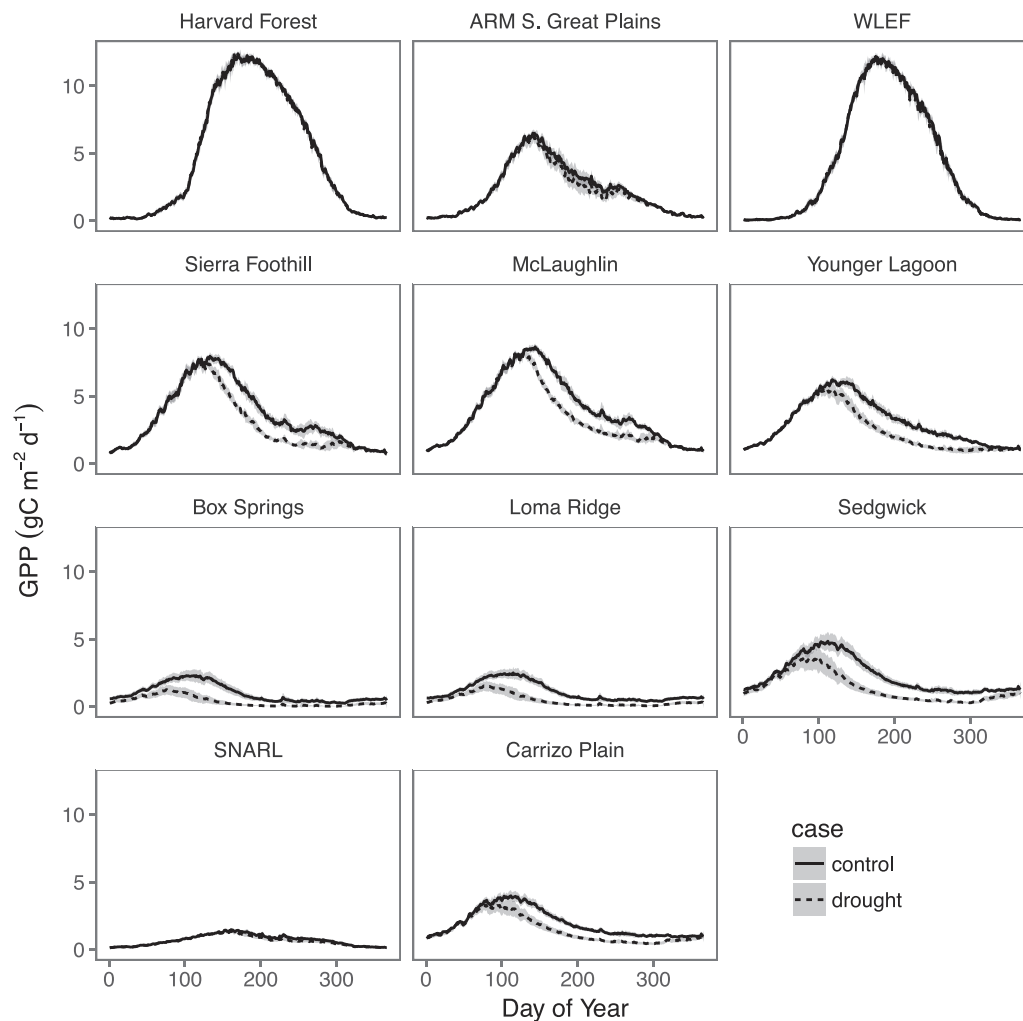 Harvard Forest ARM S. Great Plains WLEF
10
5
0
Sierra Foothill McLaughlin Younger Lagoon
10
5
0
GPP (gC m⁻² d⁻¹)
Box Springs Loma Ridge Sedgwick
10
5
0
0 100 200 300
SNARL Carrizo Plain
10
5
0
case
control
drought
0 100 200 300 0 100 200 300
Day of Year